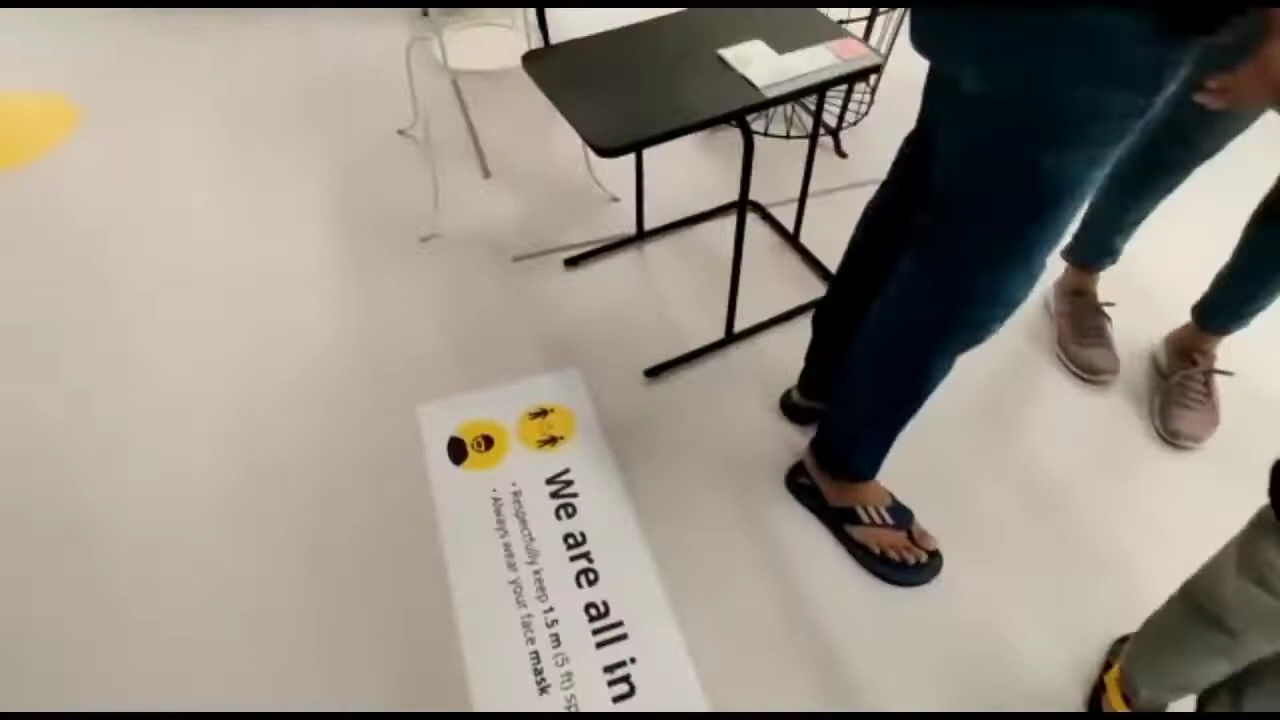 We are all in
• Respectfully keep 1.5 m (5 ft)
• Always wear your face mask